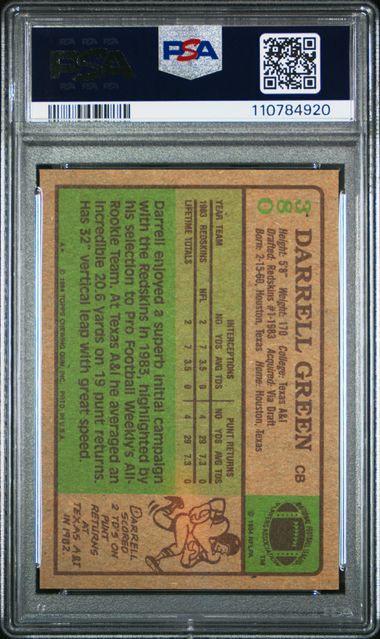 PSA
PSA
110784920
380
DARRELL GREEN CB
Height: 5'8" Weight: 170 College: Texas A&I
Drafted: Redskins #1-1983 Acquired: Via Draft
Born: 2-15-60, Houston, Texas Home: Houston, Texas
INTERCEPTIONS PUNT RETURNS
YEAR TEAM NFL NO YDS AVG TDS NO YDS AVG TDS
1983 REDSKINS 2 7 3.5 0 4 29 7.3 0
LIFETIME TOTALS 2 7 3.5 0 4 29 7.3 0
Darrell enjoyed a superb initial campaign
with the Redskins in 1983, highlighted by
his selection to Pro Football Weekly's All-
Rookie Team. At Texas A&I he averaged an
incredible 20.6 yards on 19 punt returns.
Has 32" vertical leap with great speed.
DARRELL
SCORED
2 TD'S ON
PUNT
RETURNS
AT
TEXAS A&I
IN 1982.
TM
© 1984 NFLPA
A* © 1984 TOPPS CHEWING GUM, INC. PRTD. IN U.S.A.